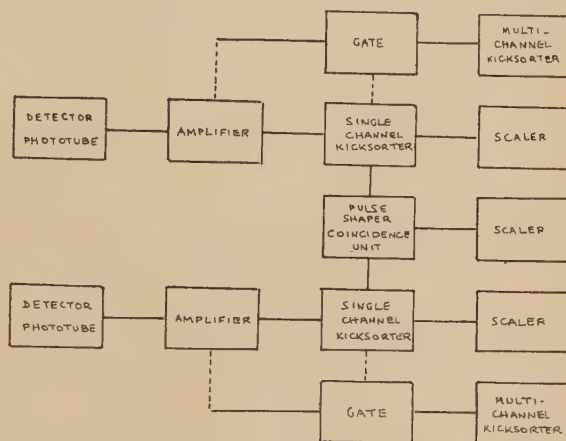 GATE
MULTI-
CHANNEL
KICKSORTER
DETECTOR
PHOTOTUBE
AMPLIFIER
SINGLE
CHANNEL
KICKSORTER
SCALER
PULSE
SHAPER
COINCIDENCE
UNIT
SCALER
DETECTOR
PHOTOTUBE
AMPLIFIER
SINGLE
CHANNEL
KICKSORTER
SCALER
GATE
MULTI-
CHANNEL
KICKSORTER